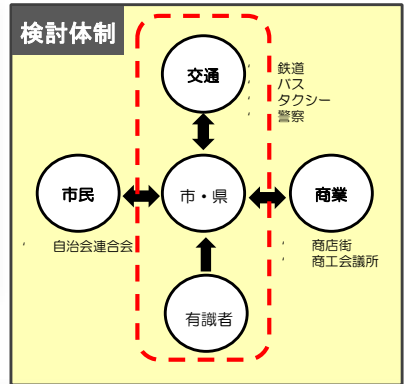 検討体制
交通
鉄道
バス
タクシー
警察
市民
市・県
商業
自治会連合会
商店街
商工会議所
有識者